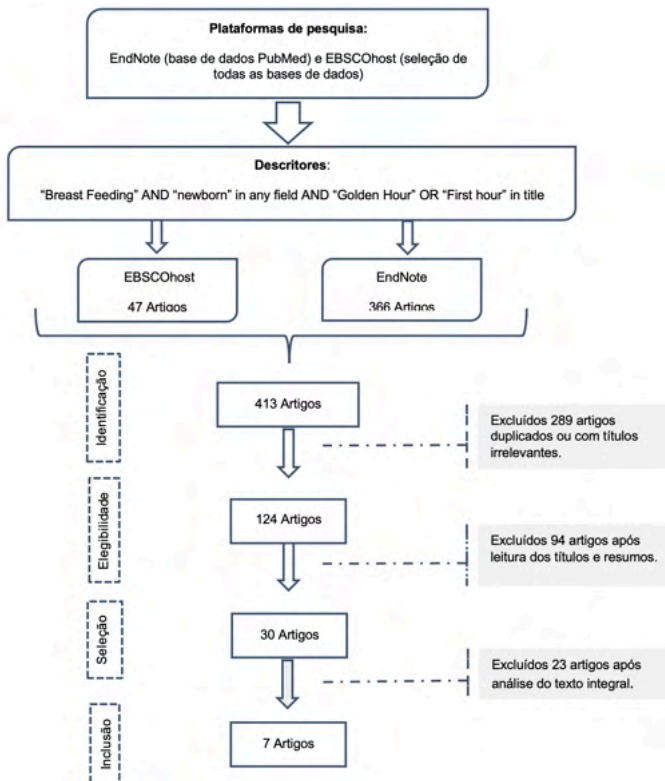 Plataformas de pesquisa:
EndNote (base de dados PubMed) e EBSCOhost (seleção de
todas as bases de dados)
Descritores:
“Breast Feeding” AND “newborn” in any field AND “Golden Hour” OR “First hour” in title
EBSCOhost
47 Artigos
EndNote
366 Artigos
Identificação
413 Artigos
Excluídos 289 artigos
duplicados ou com títulos
irrelevantes.
Elegibilidade
124 Artigos
Excluídos 94 artigos após
leitura dos títulos e resumos.
Seleção
30 Artigos
Excluídos 23 artigos após
análise do texto integral.
Inclusão
7 Artigos